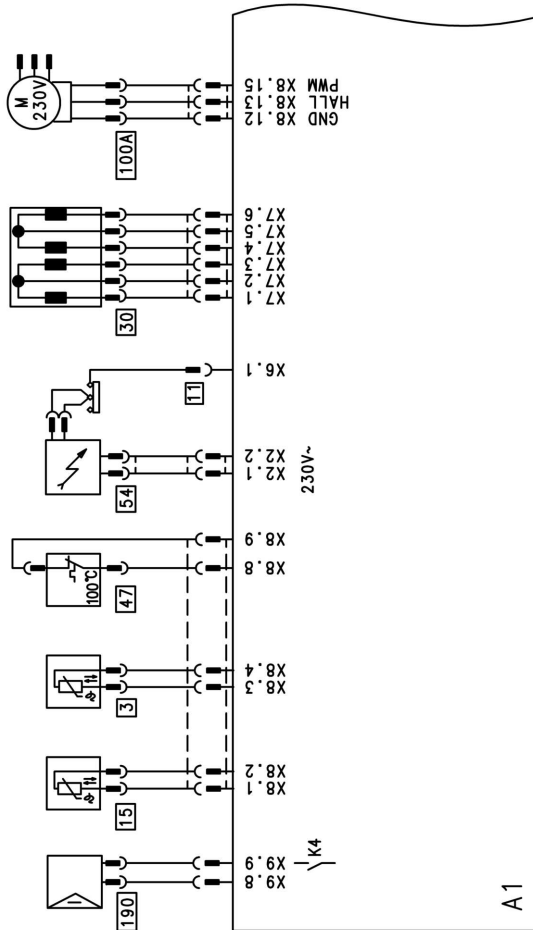 M
230V
100A
PWM X8.15
HALL X8.13
GND X8.12
30
X7.6
X7.5
X7.4
X7.3
X7.2
X7.1
11
X6.1
54
X2.2
X2.1
230V~
100°C
47
X8.9
X8.8
3
X8.4
X8.3
15
X8.2
X8.1
190
X9.9
X9.8
K4
A1